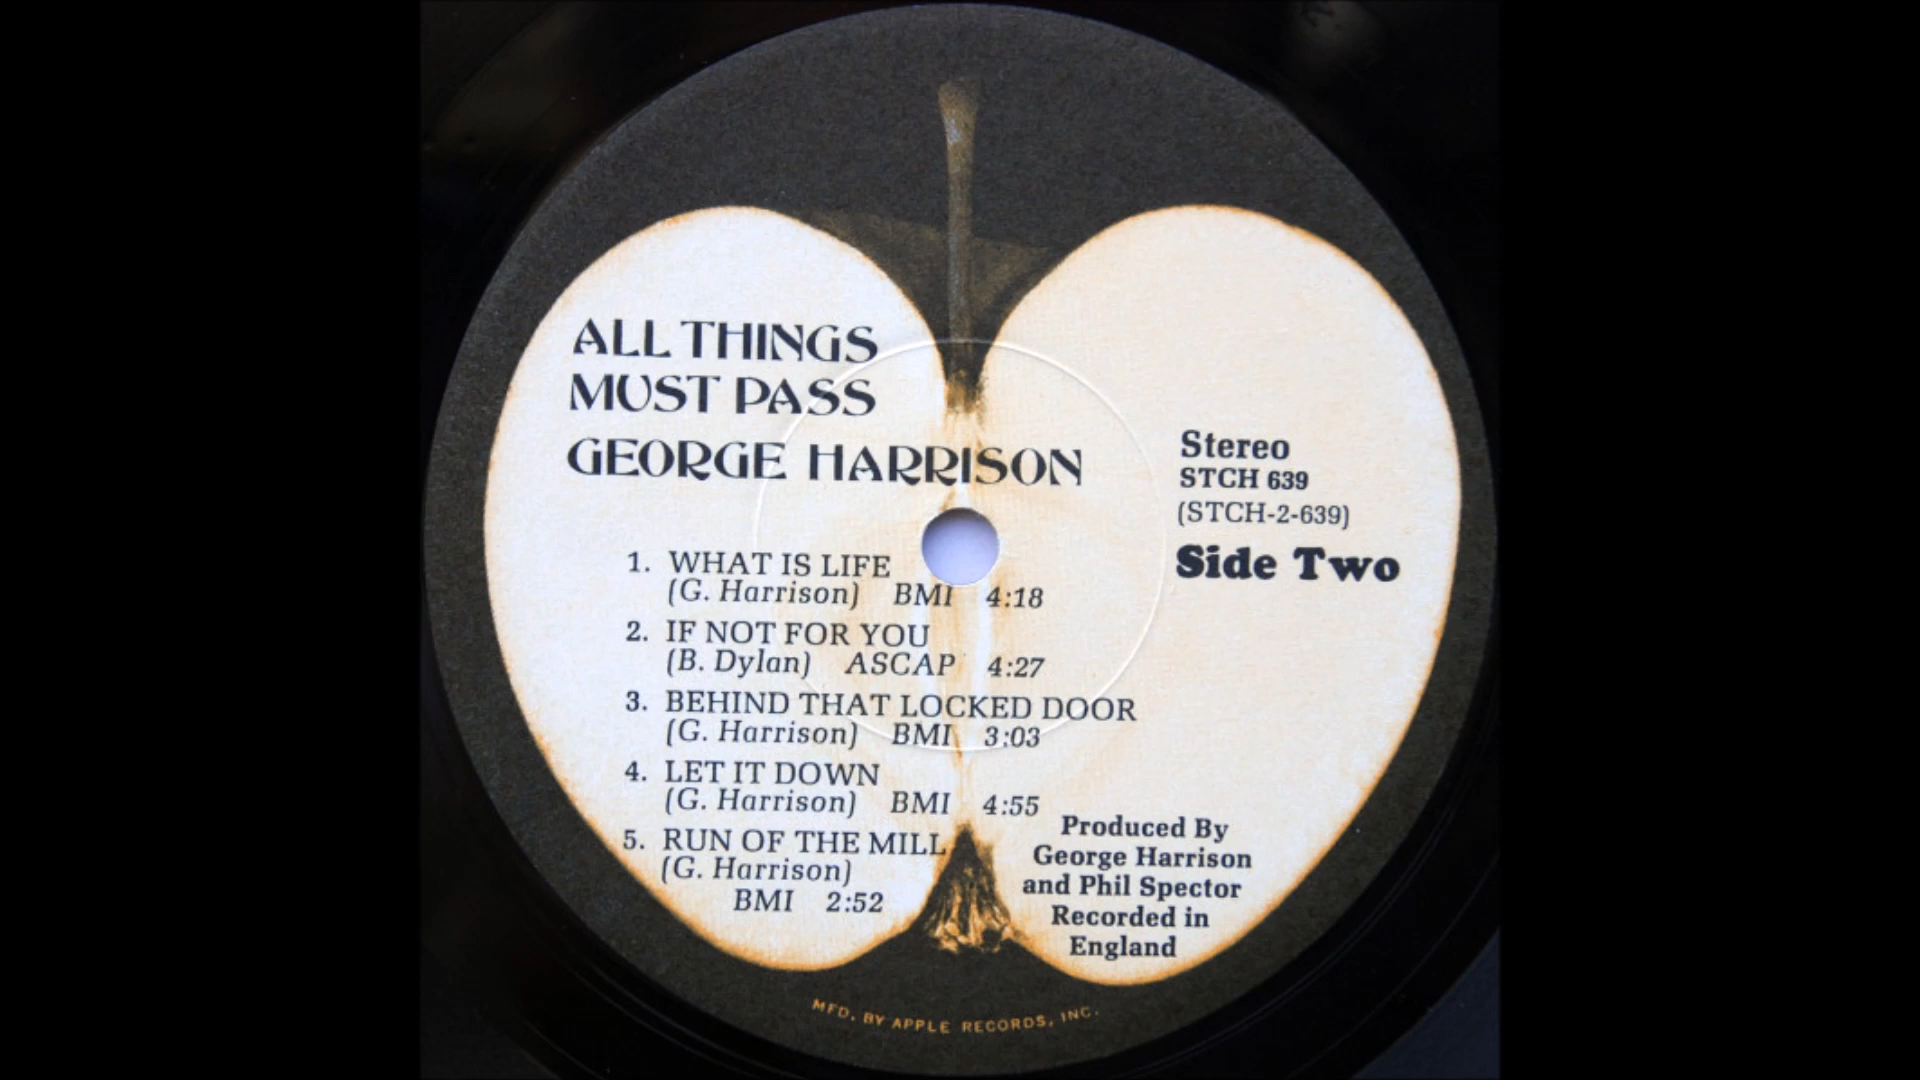 ALL THINGS
MUST PASS
GEORGE HARRISON
Stereo
STCH 639
(STCH-2-639)
Side Two
1. WHAT IS LIFE
(G. Harrison) BMI 4:18
2. IF NOT FOR YOU
(B. Dylan) ASCAP 4:27
3. BEHIND THAT LOCKED DOOR
(G. Harrison) BMI 3:03
4. LET IT DOWN
(G. Harrison) BMI 4:55
5. RUN OF THE MILL
(G. Harrison)
BMI 2:52
Produced By
George Harrison
and Phil Spector
Recorded in
England
MFD. BY APPLE RECORDS, INC.